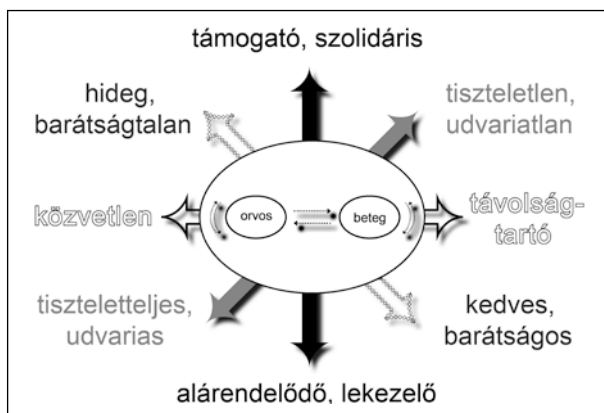 támogató, szolidáris
hideg,
barátságtalan
tiszteletlen,
udvariatlan
közvetlen
orvos
beteg
távolság-
tartó
tiszteletteljes,
udvarias
kedves,
barátságos
alárendelődő, lekezelő